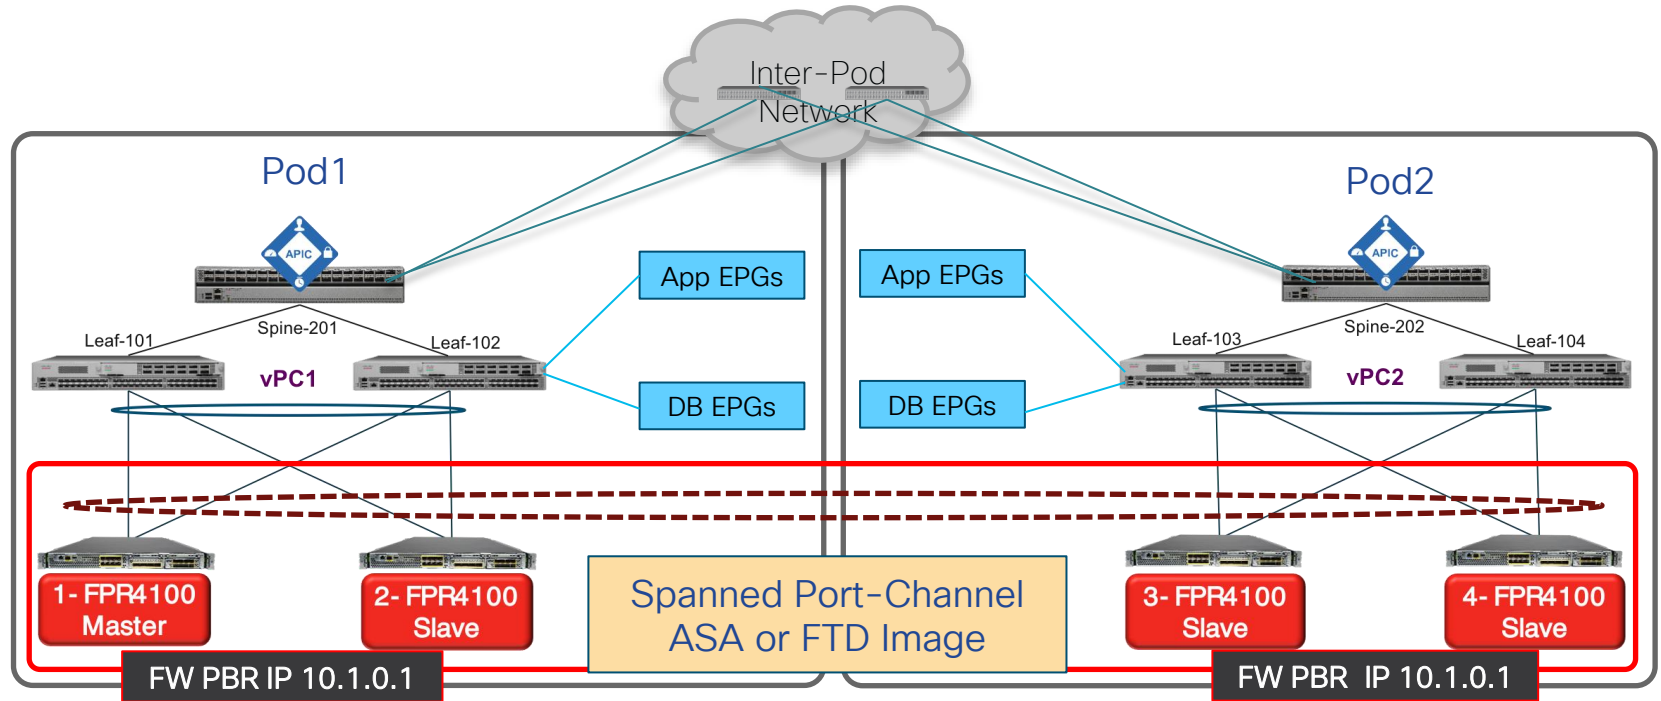 Inter-Pod
Network
Pod1
Pod2
APIC
APIC
App EPGs
App EPGs
Spine-201
Spine-202
Leaf-101
Leaf-102
Leaf-103
Leaf-104
vPC1
vPC2
DB EPGs
DB EPGs
1- FPR4100
Master
2- FPR4100
Slave
Spanned Port-Channel
ASA or FTD Image
3- FPR4100
Slave
4- FPR4100
Slave
FW PBR IP 10.1.0.1
FW PBR IP 10.1.0.1